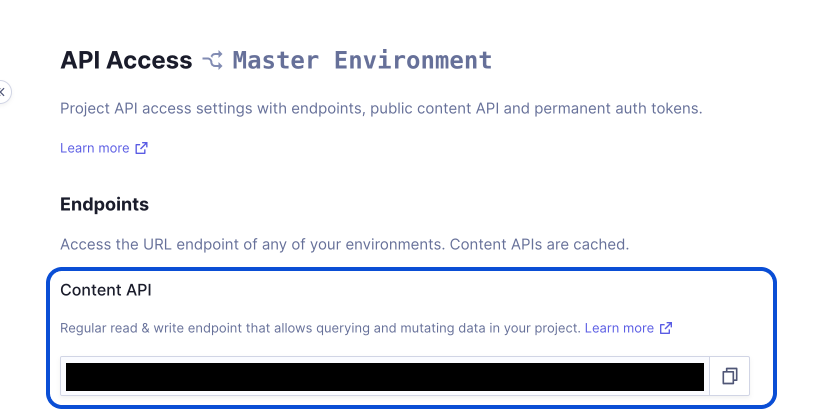 API Access Master Environment
Project API access settings with endpoints, public content API and permanent auth tokens.
Learn more
Endpoints
Access the URL endpoint of any of your environments. Content APIs are cached.
Content API
Regular read & write endpoint that allows querying and mutating data in your project. Learn more